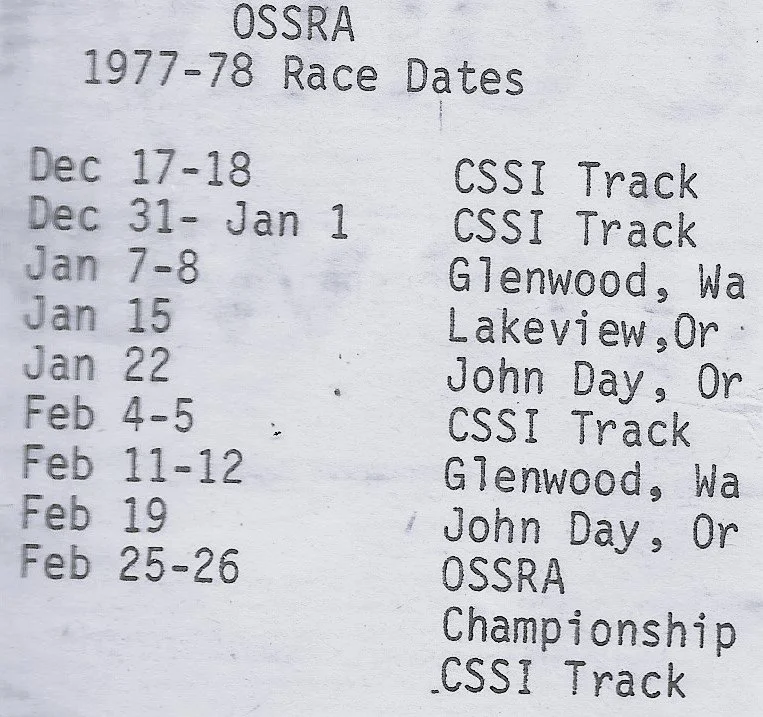 OSSRA
1977-78 Race Dates
Dec 17-18 CSSI Track
Dec 31- Jan 1 CSSI Track
Jan 7-8 Glenwood, Wa
Jan 15 Lakeview,Or
Jan 22 John Day, Or
Feb 4-5 CSSI Track
Feb 11-12 Glenwood, Wa
Feb 19 John Day, Or
Feb 25-26 OSSRA
Championship
CSSI Track